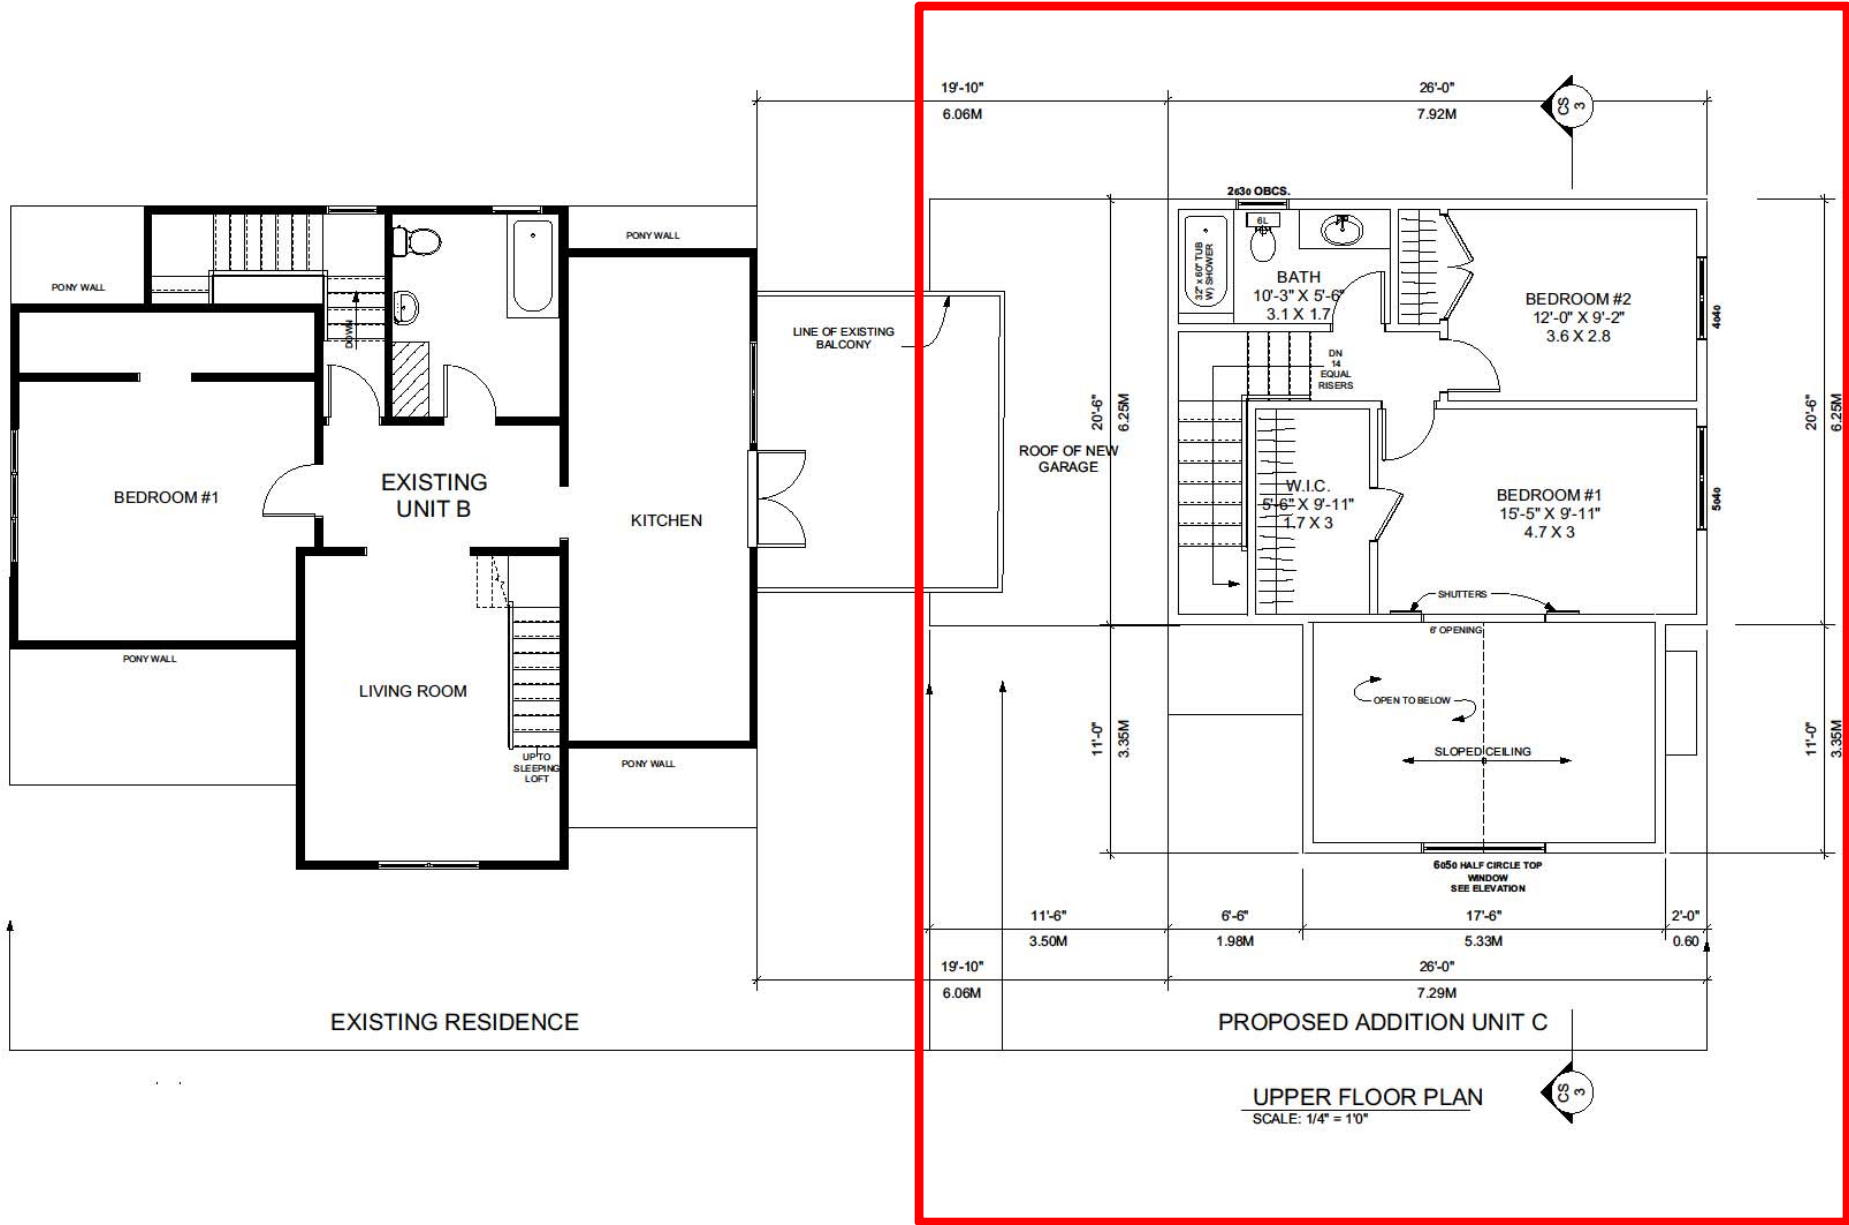 19'-10"
6.06M
26'-0"
7.92M
CS
3
2630 OBCS.
PONY WALL
PONY WALL
DOWN
LINE OF EXISTING
BALCONY
32" x 60" TUB
W/ SHOWER
6L
BATH
10'-3" X 5'-6"
3.1 X 1.7
BEDROOM #2
12'-0" X 9'-2"
3.6 X 2.8
4040
DN
14
EQUAL
RISERS
20'-6"
6.25M
20'-6"
6.25M
ROOF OF NEW
GARAGE
BEDROOM #1
EXISTING
UNIT B
KITCHEN
W.I.C.
5'-6" X 9'-11"
1.7 X 3
BEDROOM #1
15'-5" X 9'-11"
4.7 X 3
5040
SHUTTERS
6' OPENING
PONY WALL
LIVING ROOM
UP TO
SLEEPING
LOFT
PONY WALL
OPEN TO BELOW
SLOPED CEILING
11'-0"
3.35M
11'-0"
3.35M
6050 HALF CIRCLE TOP
WINDOW
SEE ELEVATION
11'-6"
3.50M
6'-6"
1.98M
17'-6"
5.33M
2'-0"
0.60
19'-10"
6.06M
26'-0"
7.29M
EXISTING RESIDENCE
PROPOSED ADDITION UNIT C
UPPER FLOOR PLAN
SCALE: 1/4" = 1'0"
CS
3